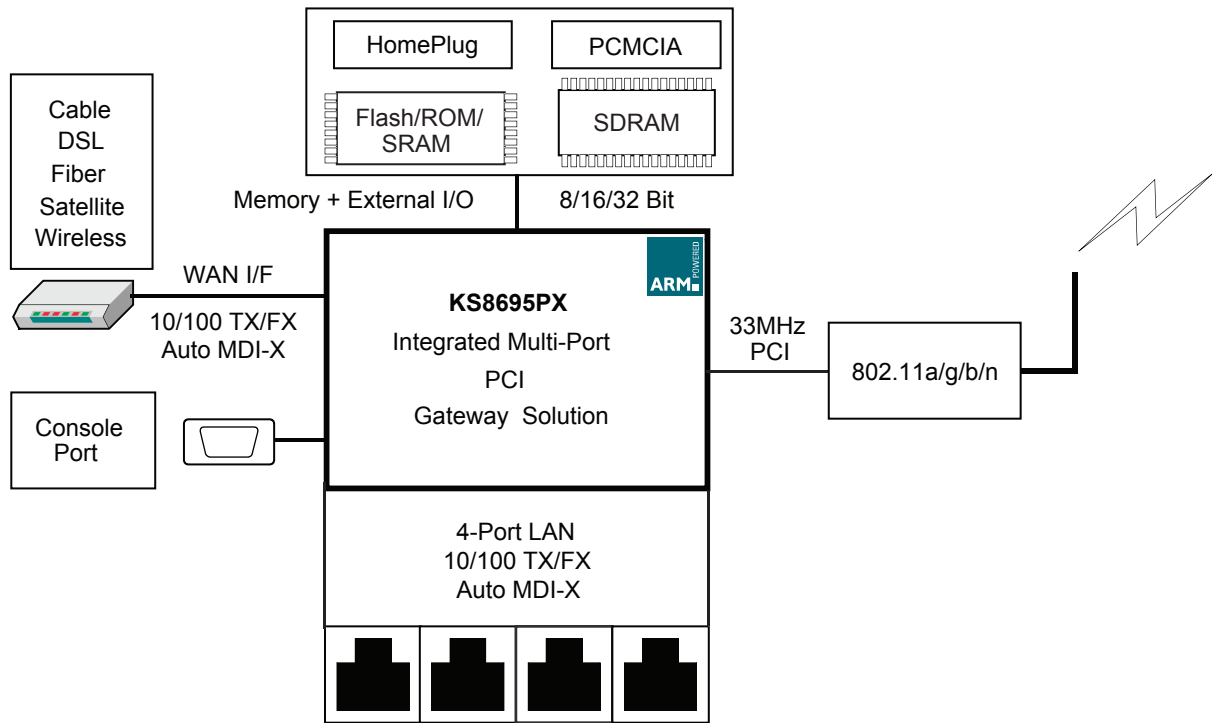 HomePlug
PCMCIA
Flash/ROM/
SRAM
SDRAM
Cable
DSL
Fiber
Satellite
Wireless
Memory + External I/O
8/16/32 Bit
WAN I/F
10/100 TX/FX
Auto MDI-X
ARM POWERED
KS8695PX
Integrated Multi-Port
PCI
Gateway Solution
33MHz
PCI
802.11a/g/b/n
Console
Port
4-Port LAN
10/100 TX/FX
Auto MDI-X